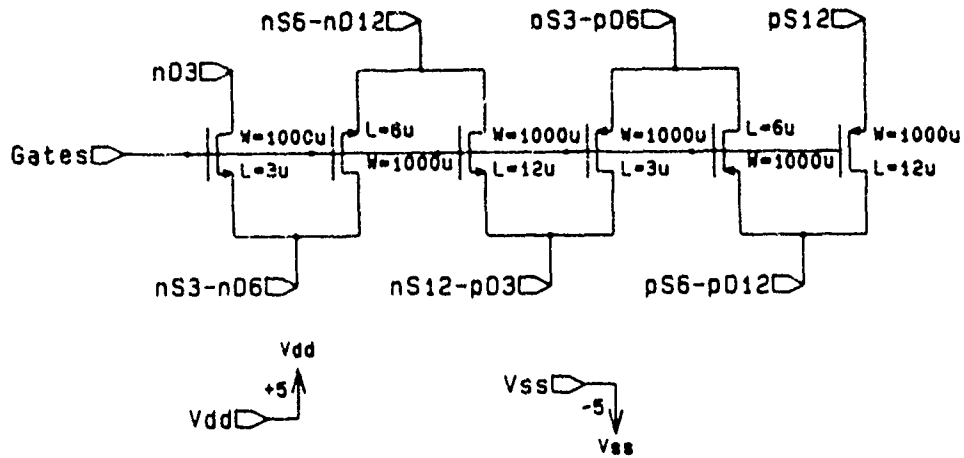 nS6-nD12
pS3-pD6
pS12
nD3
W=100Cu
L=6u
W=1000u
W=1000u
L=6u
W=1000u
Gates
L=3u
W=1000u
L=12u
L=3u
W=1000u
L=12u
nS3-nD6
nS12-pD3
pS6-pD12
Vdd
+5
Vdd
Vss
-5
Vss